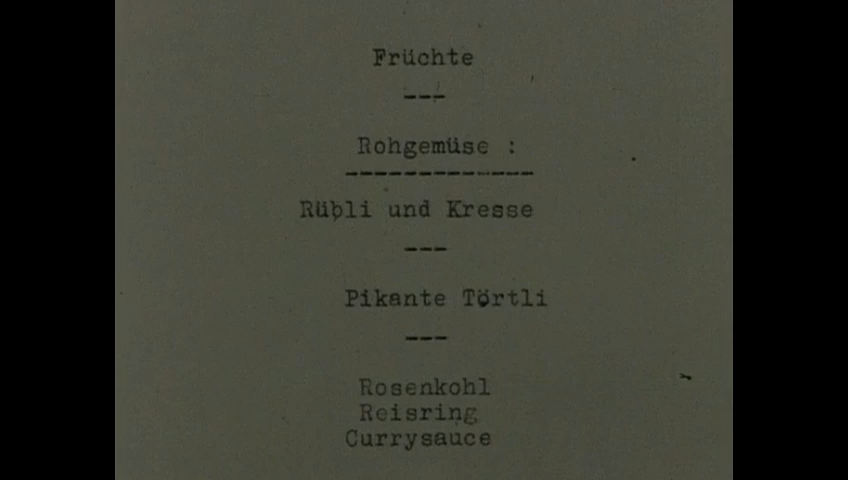 Früchte
---
Rohgemüse :
-------------
Rübli und Kresse
---
Pikante Törtli
---
Rosenkohl
Reisring
Currysauce